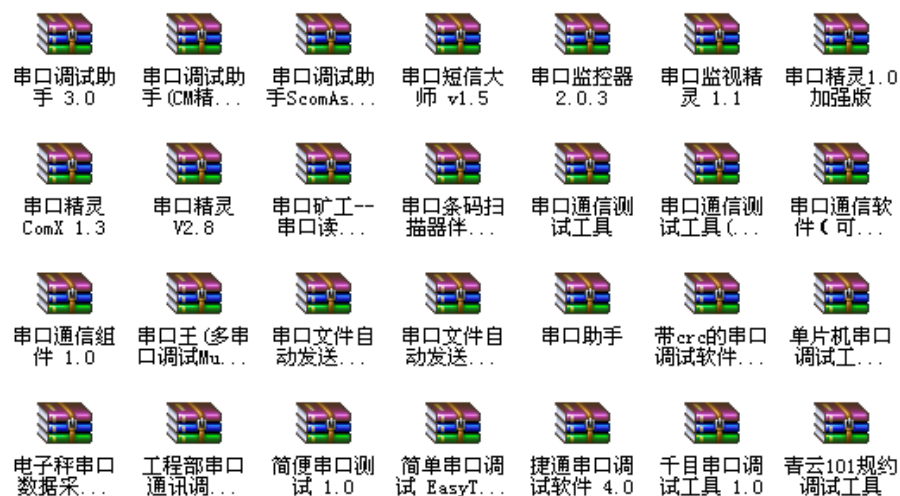 串口调试助
手 3.0
串口调试助
手(CM精...
串口调试助
手ScomAs...
串口短信大
师 v1.5
串口监控器
2.0.3
串口监视精
灵 1.1
串口精灵1.0
加强版
串口精灵
ComX 1.3
串口精灵
V2.8
串口矿工--
串口读...
串口条码扫
描器伴...
串口通信测
试工具
串口通信测
试工具(...
串口通信软
件(可...
串口通信组
件 1.0
串口王(多串
口调试Mu...
串口文件自
动发送...
串口文件自
动发送...
串口助手
带crc的串口
调试软件...
单片机串口
调试工...
电子秤串口
数据采...
工程部串口
通讯调...
简便串口测
试 1.0
简单串口调
试 EasyT...
捷通串口调
试软件 4.0
千目串口调
试工具 1.0
青云101规约
调试工具